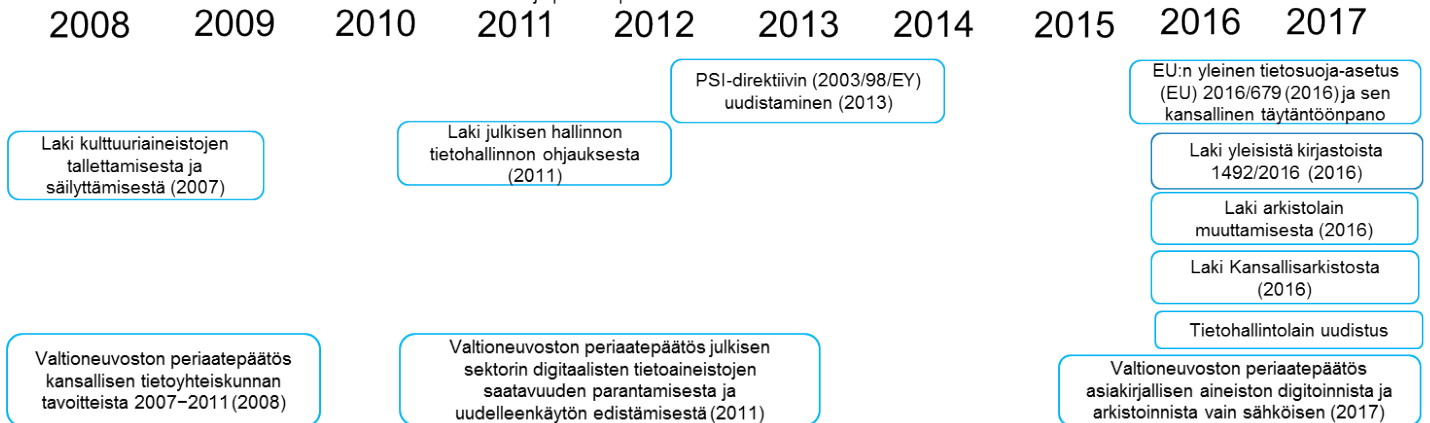 2008 2009 2010 2011 2012 2013 2014 2015 2016 2017
PSI-direktiivin (2003/98/EY)
uudistaminen (2013)
EU:n yleinen tietosuoja-asetus
(EU) 2016/679 (2016) ja sen
kansallinen täytäntöönpano
Laki kulttuuriaineistojen
tallettamisesta ja
säilyttämisestä (2007)
Laki julkisen hallinnon
tietohallinnon ohjauksesta
(2011)
Laki yleisistä kirjastoista
1492/2016 (2016)
Laki arkistolain
muuttamisesta (2016)
Laki Kansallisarkistosta
(2016)
Tietohallintolain uudistus
Valtioneuvoston periaatepäätös
kansallisen tietoyhteiskunnan
tavoitteista 2007–2011 (2008)
Valtioneuvoston periaatepäätös julkisen
sektorin digitaalisten tietoaineistojen
saatavuuden parantamisesta ja
uudelleenkäytön edistämisestä (2011)
Valtioneuvoston periaatepäätös
asiakirjallisen aineiston digitoinnista ja
arkistoinnista vain sähköisen (2017)